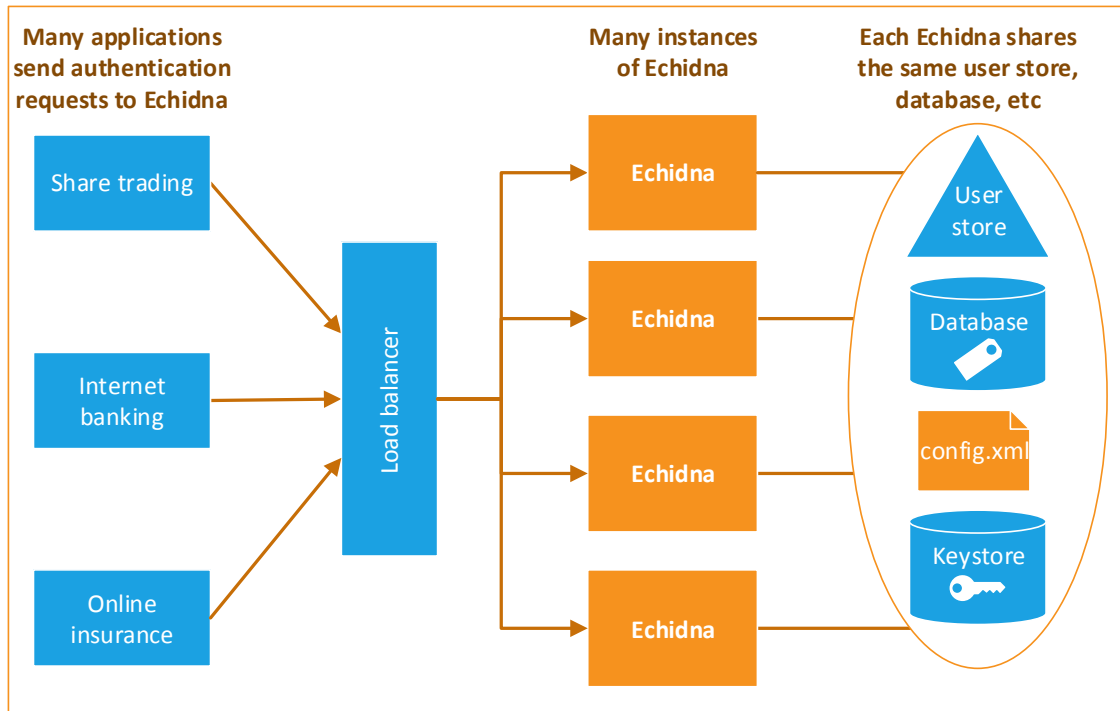 Many applications
send authentication
requests to Echidna
Many instances
of Echidna
Each Echidna shares
the same user store,
database, etc
Share trading
Internet
banking
Online
insurance
Load balancer
Echidna
Echidna
Echidna
Echidna
User
store
Database
config.xml
Keystore